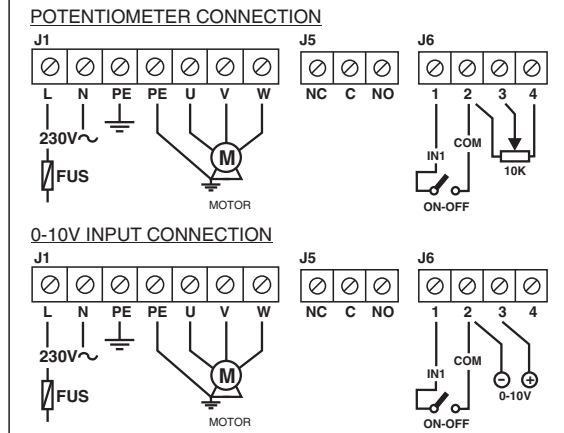 POTENTIOMETER CONNECTION
J1 J5 J6
L N PE PE U V W NC C NO 1 2 3 4
230V
COM
M
IN1
10K
FUS
MOTOR
ON-OFF
0-10V INPUT CONNECTION
J1 J5 J6
L N PE PE U V W NC C NO 1 2 3 4
230V
COM
M
IN1
− +
0-10V
FUS
MOTOR
ON-OFF